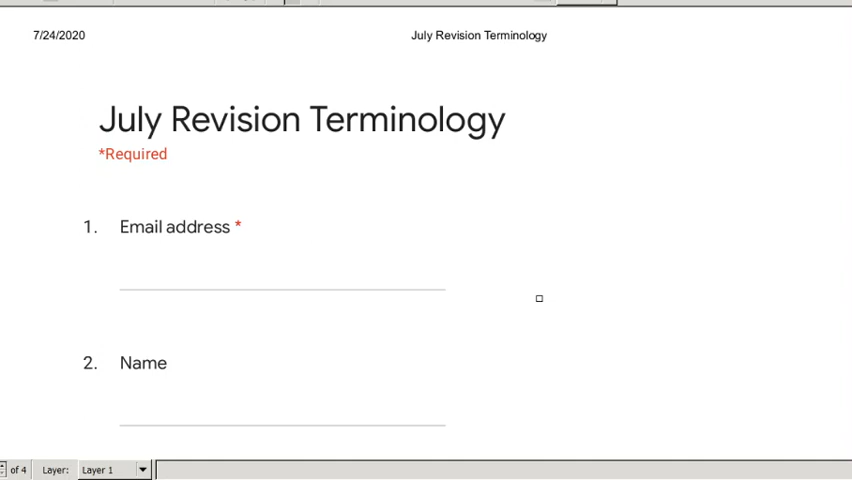 7/24/2020 July Revision Terminology
July Revision Terminology
*Required
1. Email address *
2. Name
of 4 Layer: Layer 1